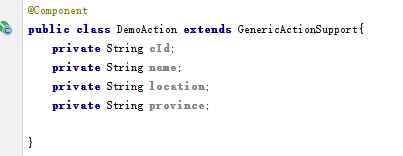 @Component
public class DemoAction extends GenericActionSupport{
private String cId;
private String name;
private String location;
private String province;
}